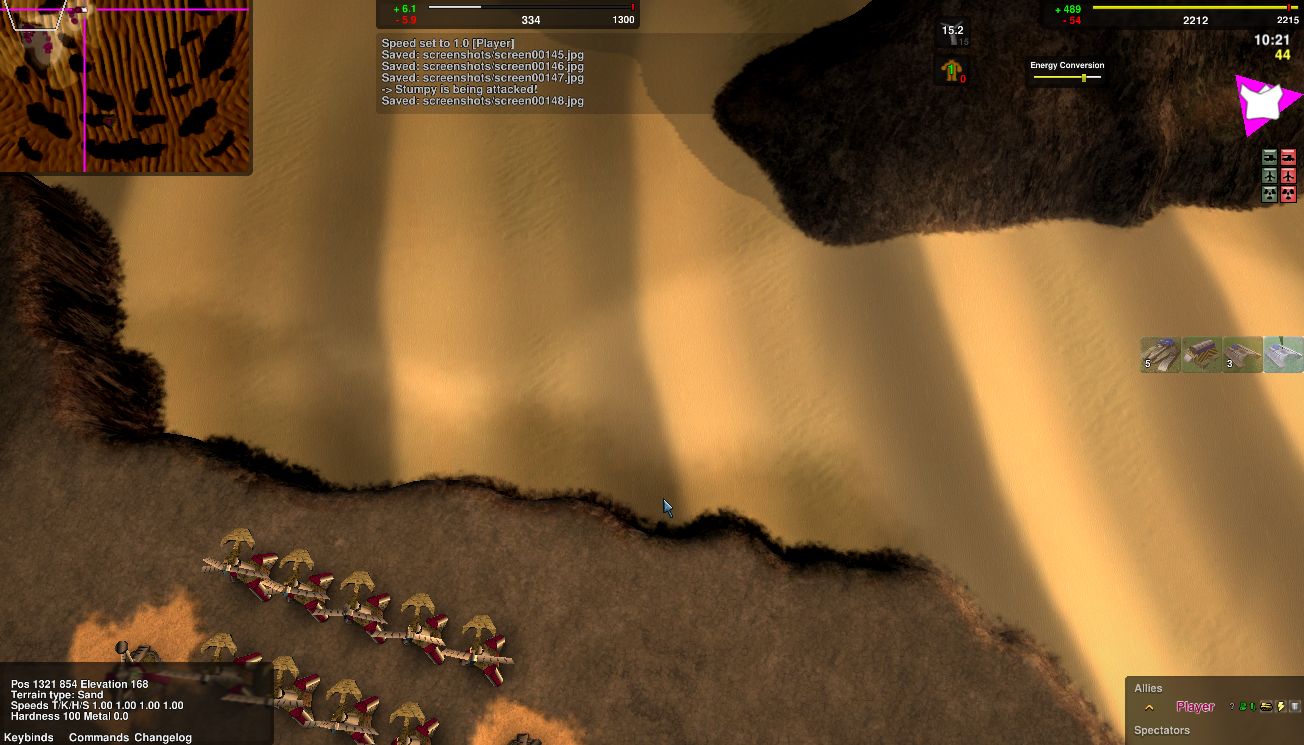 + 6.1
- 5.9
334
1300
Speed set to 1.0 [Player]
Saved: screenshots/screen00145.jpg
Saved: screenshots/screen00146.jpg
Saved: screenshots/screen00147.jpg
-> Stumpy is being attacked!
Saved: screenshots/screen00148.jpg
15.2
15
1
0
Energy Conversion
+ 489
- 54
2212
2215
10:21
44
5
3
Pos 1321 854 Elevation 168
Terrain type: Sand
Speeds T/K/H/S 1.00 1.00 1.00 1.00
Hardness 100 Metal 0.0
Keybinds Commands Changelog
Allies
Player ?
Spectators